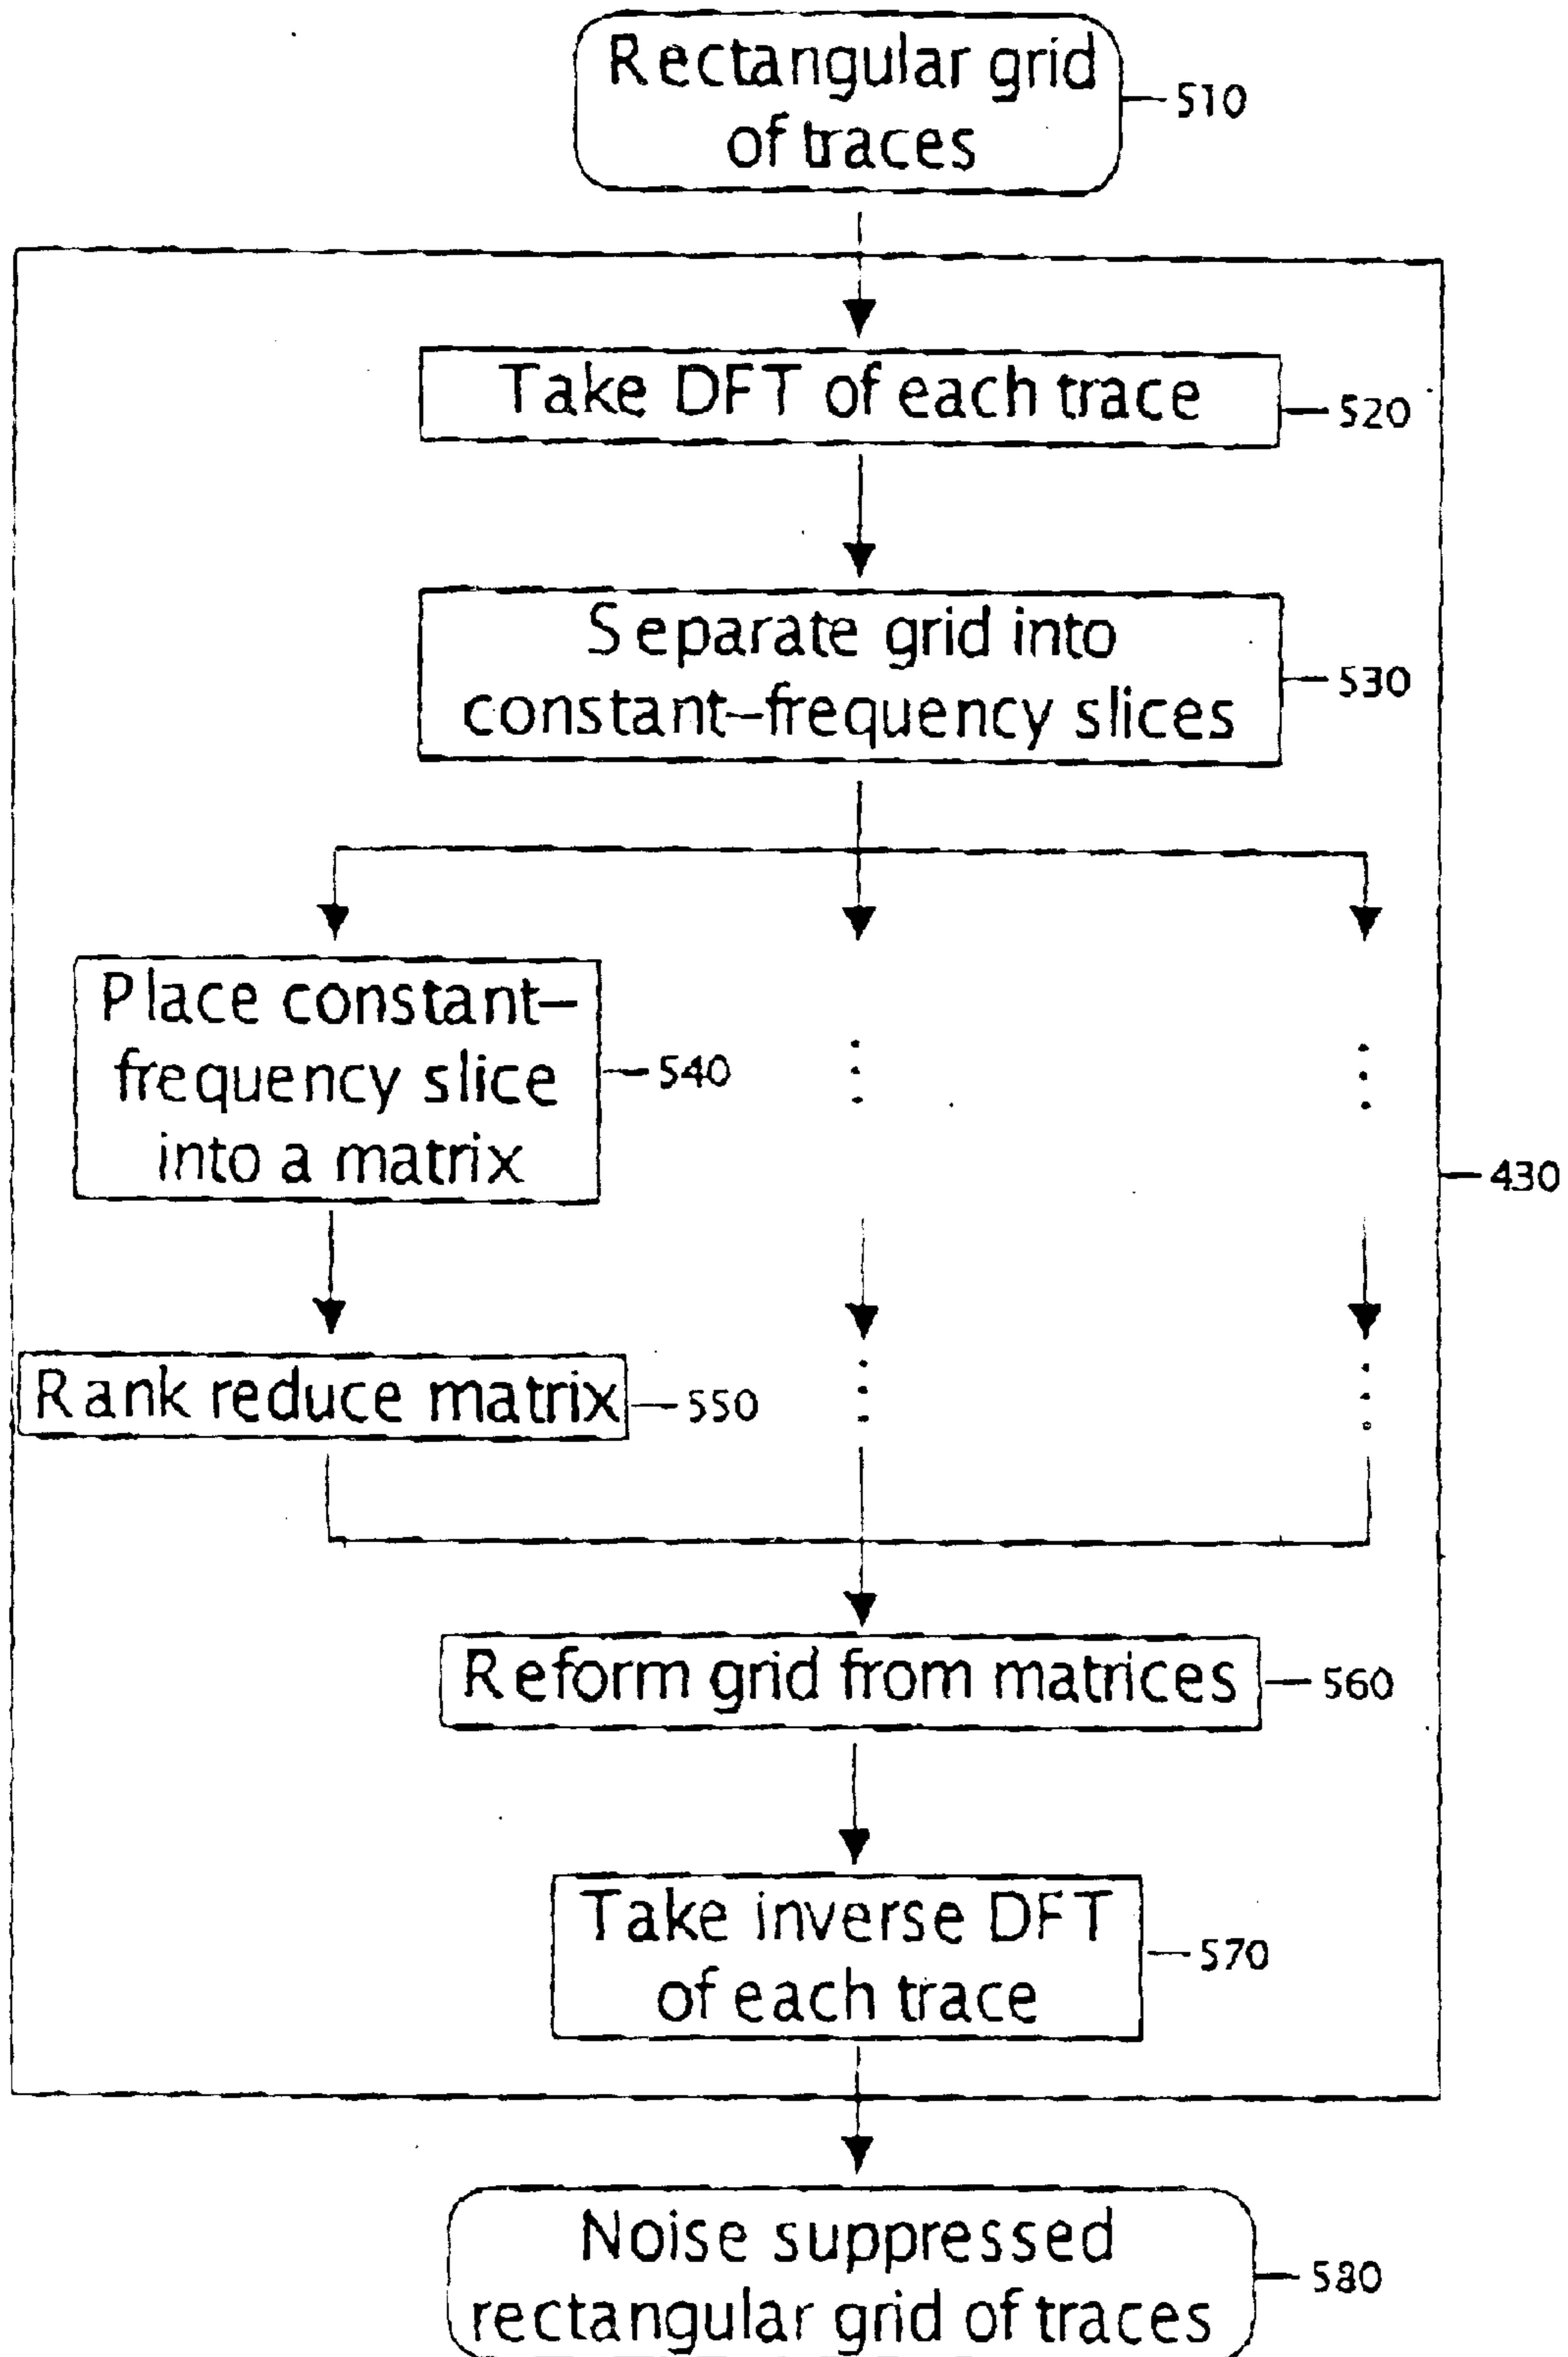 Rectangular grid
of traces
510
Take DFT of each trace
520
Separate grid into
constant–frequency slices
530
Place constant–
frequency slice
into a matrix
540
430
Rank reduce matrix
550
Reform grid from matrices
560
Take inverse DFT
of each trace
570
Noise suppressed
rectangular grid of traces
580